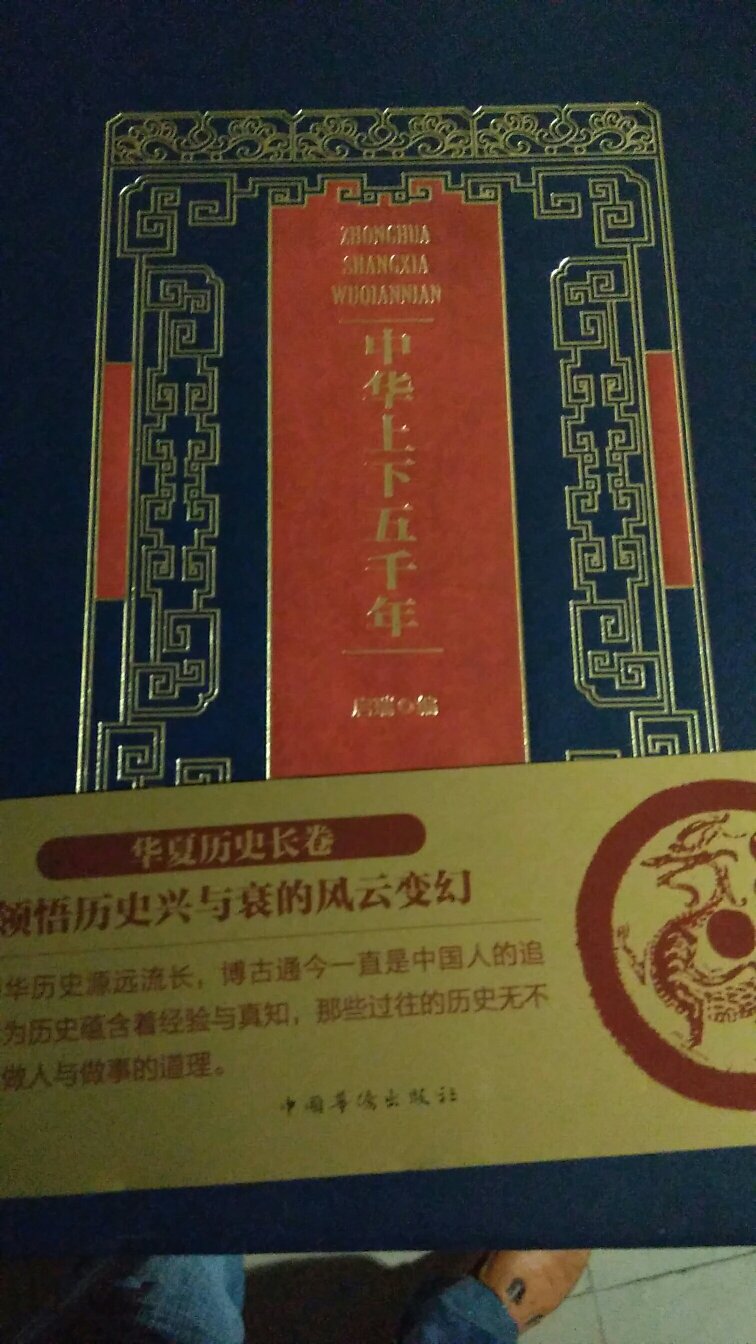 ZHONGHUA
SHANGXIA
WUQIANNIAN
中华上下五千年
启瑞 编
华夏历史长卷
领悟历史兴与衰的风云变幻
华历史源远流长，博古通今一直是中国人的追
为历史蕴含着经验与真知，那些过往的历史无不
做人与做事的道理。
中国华侨出版社